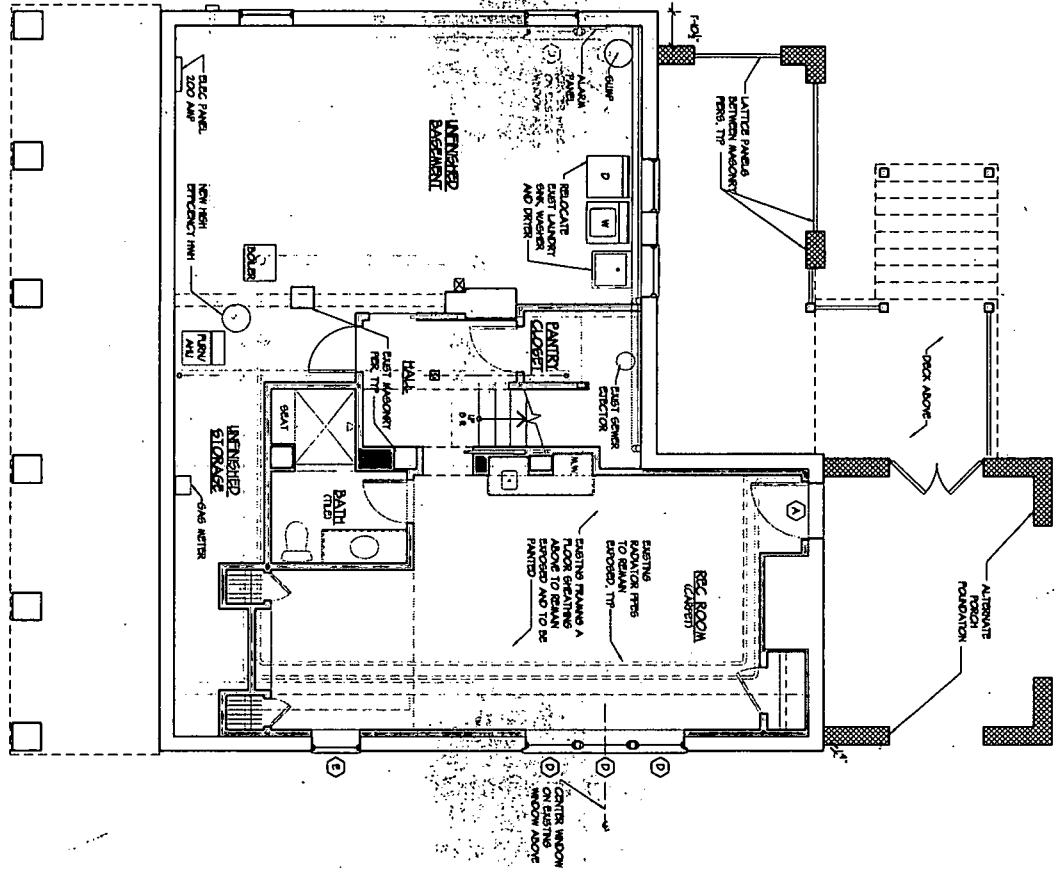 SUMP
ALARM
PANEL
ELEC PANEL
200 AMP
UNFINISHED
BASEMENT
D
W
RELOCATE
EXIST LAUNDRY
SINK, WASHER
AND DRYER
LATTICE PANELS
BETWEEN MASONRY
PIERS, TYP
NEW HIGH
EFFICIENCY HWH
BOILER
FURN/
AHU
PANTRY
CLOSET
EXIST SEWER
EJECTOR
HALL
EXIST MASONRY
PIER, TYP
UP
DECK ABOVE
SEAT
UNFINISHED
STORAGE
GAS METER
BATH
(TILE)
M.W.
A
EXISTING
RADIATOR PIPES
TO REMAIN
EXPOSED, TYP
EXISTING FRAMING &
FLOOR SHEATHING
ABOVE TO REMAIN
EXPOSED AND TO BE
PAINTED
REC ROOM
(CARPET)
ALTERNATE
PORCH
FOUNDATION
E
D
D
D
CENTER WINDOW
ON EXISTING
WINDOW ABOVE